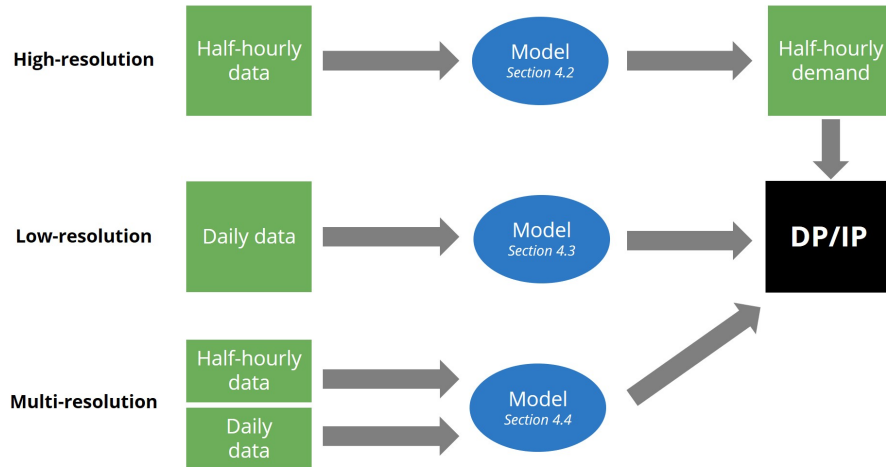 High-resolution
Half-hourly
data
Model
Section 4.2
Half-hourly
demand
Low-resolution
Daily data
Model
Section 4.3
DP/IP
Multi-resolution
Half-hourly
data
Daily
data
Model
Section 4.4